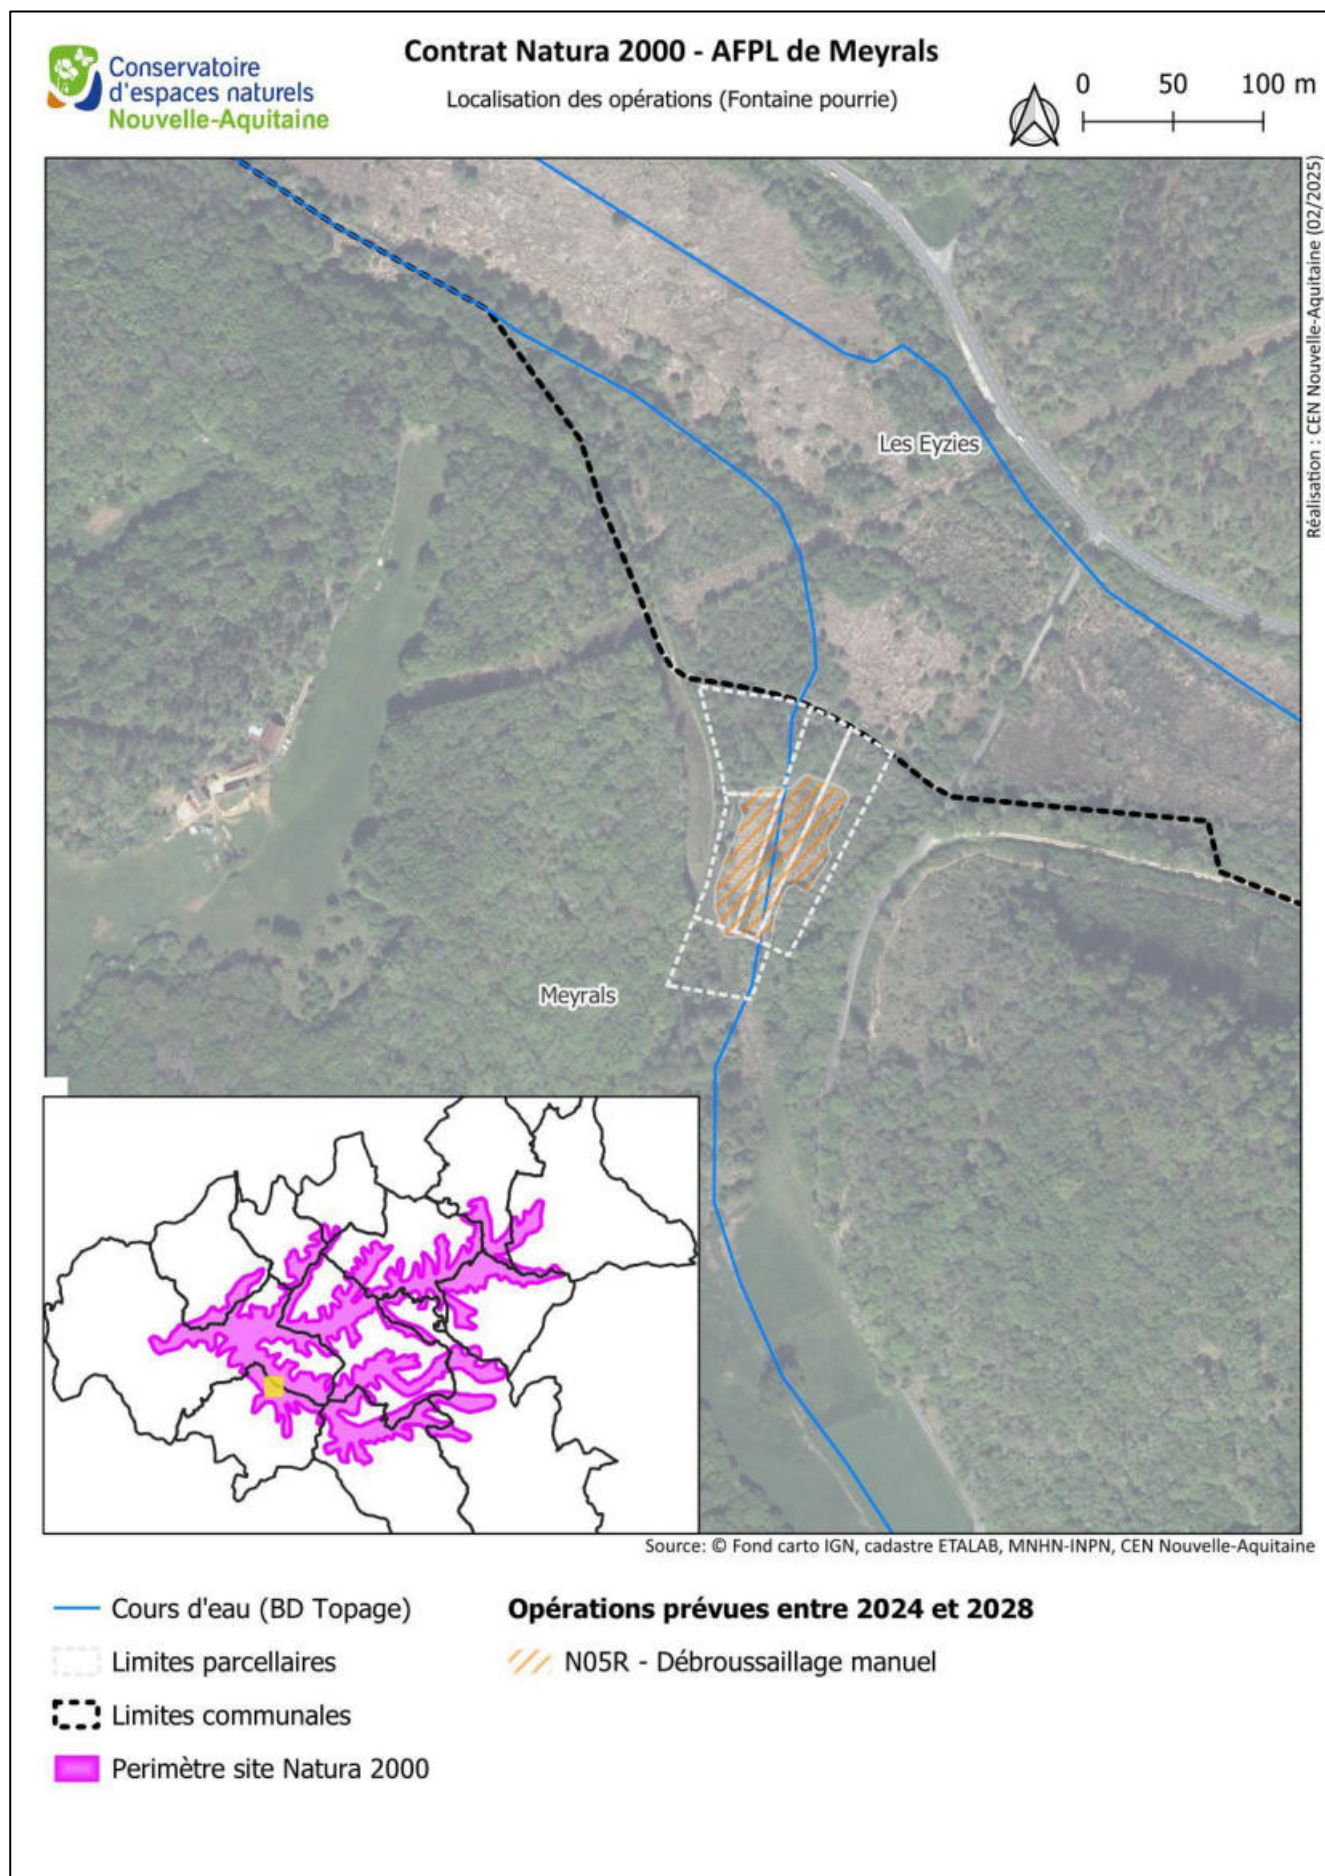 Conservatoire
d'espaces naturels
Nouvelle-Aquitaine
Contrat Natura 2000 - AFPL de Meyrals
Localisation des opérations (Fontaine pourrie)
0 50 100 m
Réalisation : CEN Nouvelle-Aquitaine (02/2025)
Les Eyzies
Meyrals
Source: © Fond carto IGN, cadastre ETALAB, MNHN-INPN, CEN Nouvelle-Aquitaine
Cours d'eau (BD Topage)
Limites parcellaires
Limites communales
Perimètre site Natura 2000
Opérations prévues entre 2024 et 2028
N05R - Débroussaillage manuel